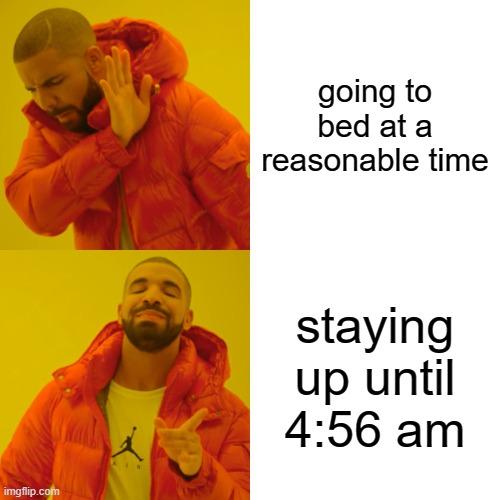 going to
bed at a
reasonable time
staying
up until
4:56 am
imgflip.com